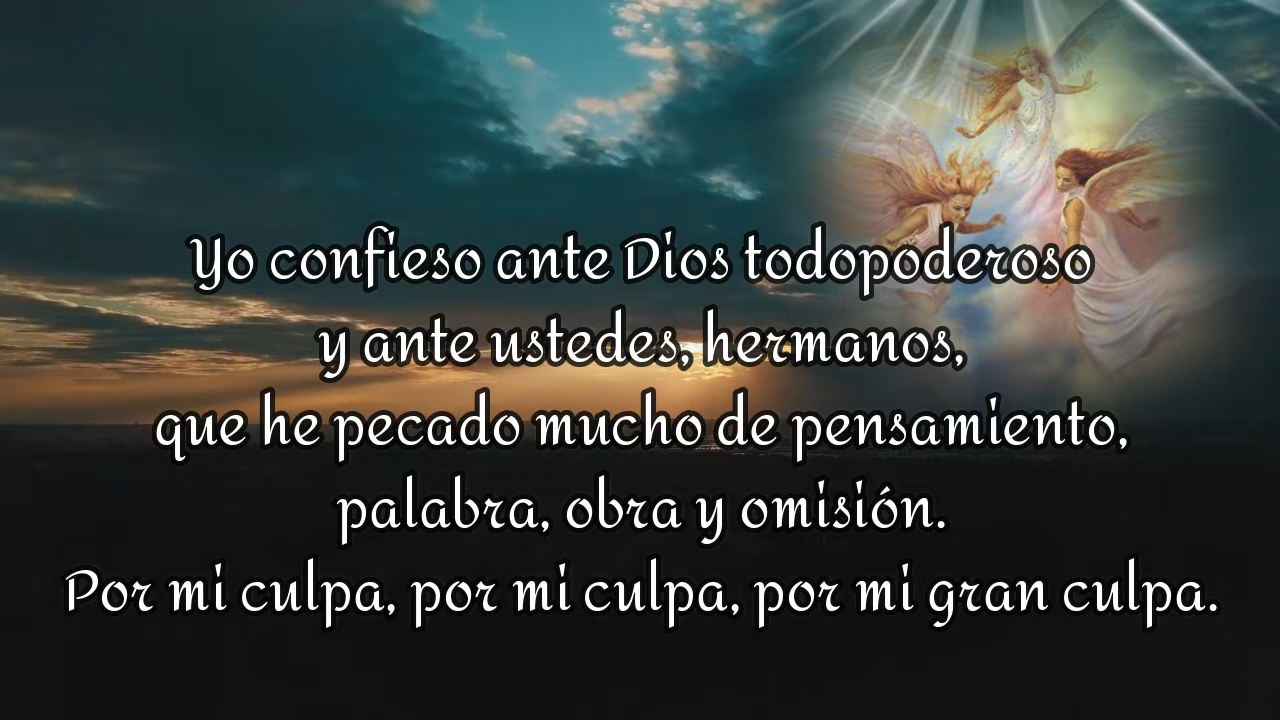 Yo confieso ante Dios todopoderoso
y ante ustedes, hermanos,
que he pecado mucho de pensamiento,
palabra, obra y omisión.
Por mi culpa, por mi culpa, por mi gran culpa.